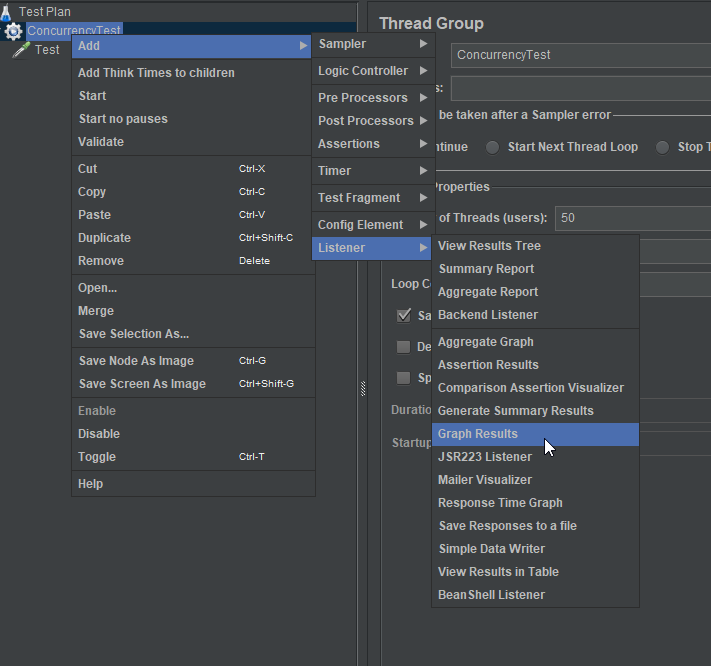 Test Plan
ConcurrencyTest
Test
Add
Add Think Times to children
Start
Start no pauses
Validate
Cut Ctrl-X
Copy Ctrl-C
Paste Ctrl-V
Duplicate Ctrl+Shift-C
Remove Delete
Open...
Merge
Save Selection As...
Save Node As Image Ctrl-G
Save Screen As Image Ctrl+Shift-G
Enable
Disable
Toggle Ctrl-T
Help
Sampler
Logic Controller
Pre Processors
Post Processors
Assertions
Timer
Test Fragment
Config Element
Listener
View Results Tree
Summary Report
Aggregate Report
Backend Listener
Aggregate Graph
Assertion Results
Comparison Assertion Visualizer
Generate Summary Results
Graph Results
JSR223 Listener
Mailer Visualizer
Response Time Graph
Save Responses to a file
Simple Data Writer
View Results in Table
BeanShell Listener
Thread Group
ConcurrencyTest
s:
be taken after a Sampler error
ntinue Start Next Thread Loop Stop T
Properties
of Threads (users): 50
Loop Co
Sa
De
Sp
Duratio
Startup